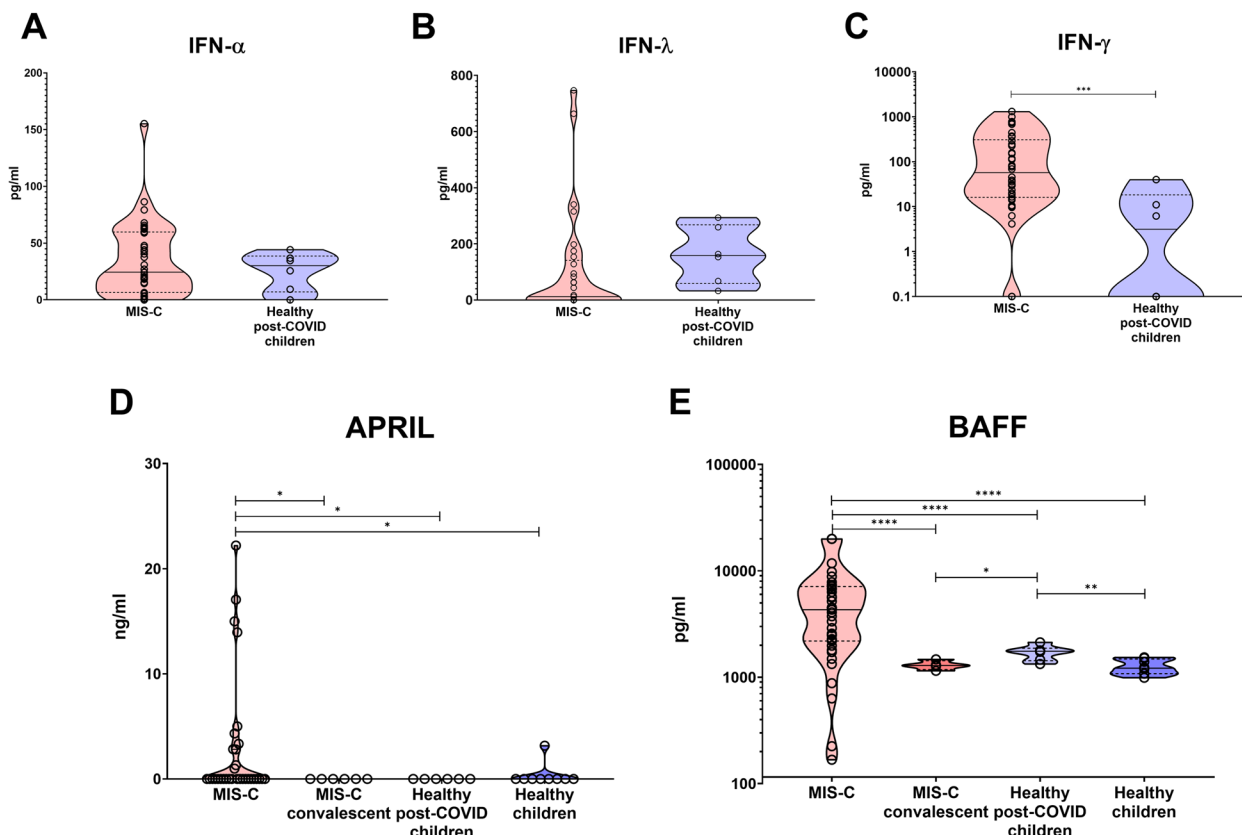 A
IFN-α
200
150
100
50
0
pg/ml
MIS-C
Healthy
post-COVID
children
B
IFN-λ
800
600
400
200
0
pg/ml
MIS-C
Healthy
post-COVID
children
C
IFN-γ
10000
1000
100
10
1
0.1
pg/ml
***
MIS-C
Healthy
post-COVID
children
D
APRIL
30
20
10
0
ng/ml
*
*
*
MIS-C
MIS-C
convalescent
Healthy
post-COVID
children
Healthy
children
E
BAFF
100000
10000
1000
100
pg/ml
****
****
****
*
**
MIS-C
MIS-C
convalescent
Healthy
post-COVID
children
Healthy
children